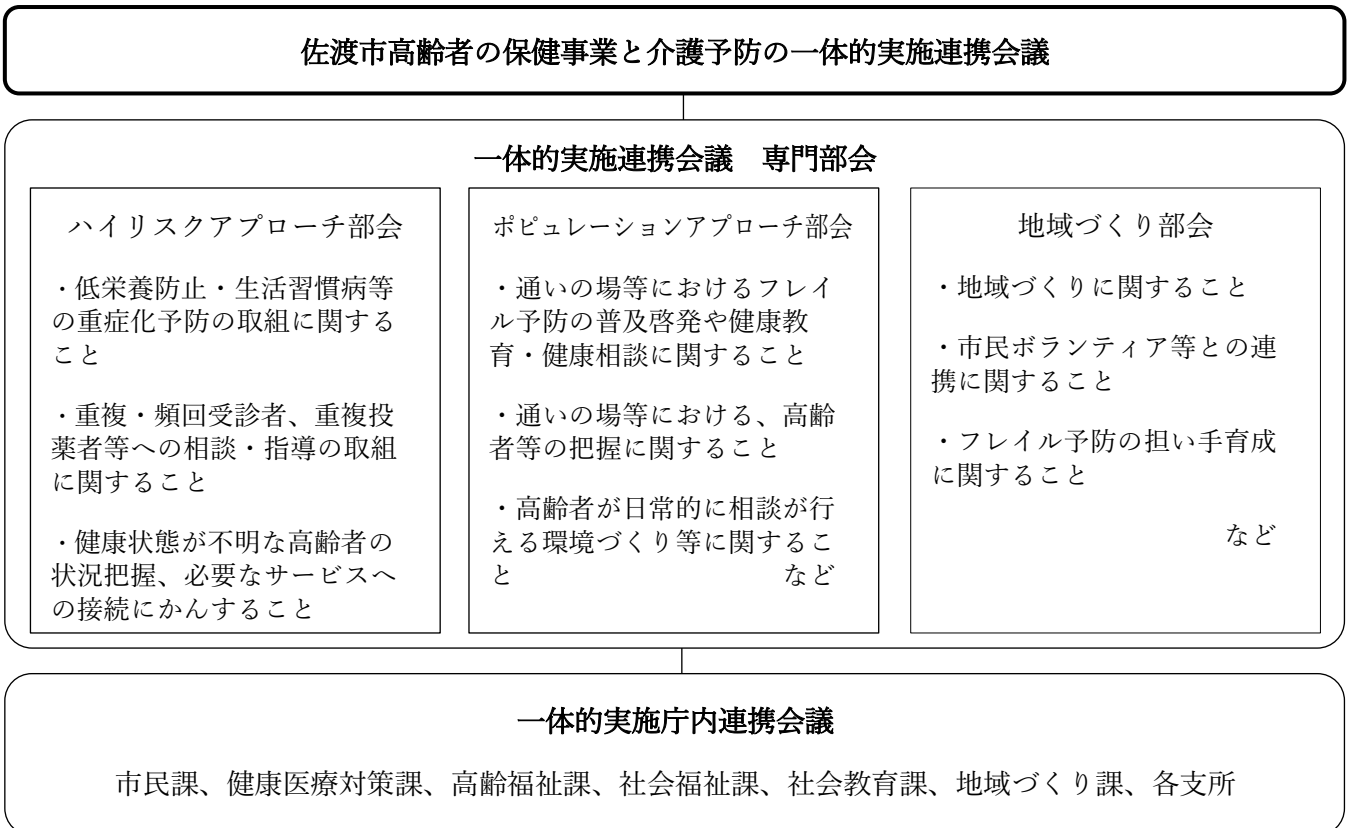 佐渡市高齢者の保健事業と介護予防の一体的実施連携会議
一体的実施連携会議　専門部会
ハイリスクアプローチ部会
・低栄養防止・生活習慣病等
の重症化予防の取組に関する
こと
・重複・頻回受診者、重複投
薬者等への相談・指導の取組
に関すること
・健康状態が不明な高齢者の
状況把握、必要なサービスへ
の接続にかんすること
ポピュレーションアプローチ部会
・通いの場等におけるフレイ
ル予防の普及啓発や健康教
育・健康相談に関すること
・通いの場等における、高齢
者等の把握に関すること
・高齢者が日常的に相談が行
える環境づくり等に関するこ
と　　　　　　　　　　など
地域づくり部会
・地域づくりに関すること
・市民ボランティア等との連
携に関すること
・フレイル予防の担い手育成
に関すること
など
一体的実施庁内連携会議
市民課、健康医療対策課、高齢福祉課、社会福祉課、社会教育課、地域づくり課、各支所